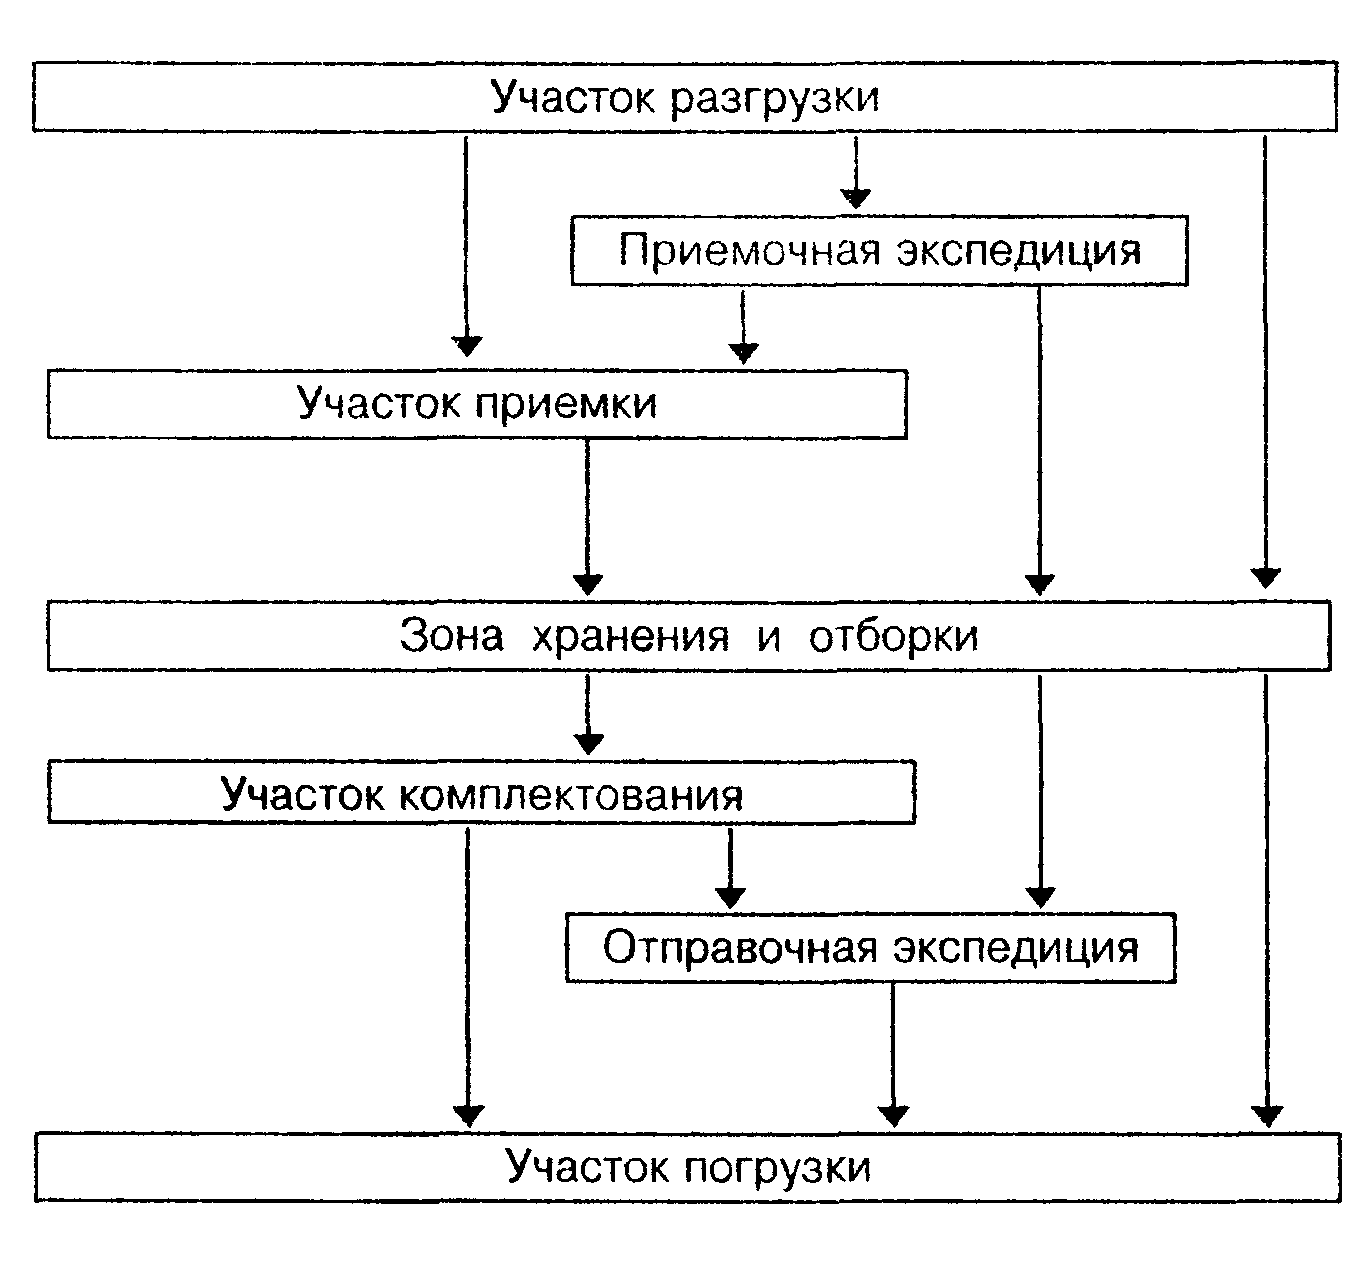 Участок разгрузки
Приемочная экспедиция
Участок приемки
Зона хранения и отборки
Участок комплектования
Отправочная экспедиция
Участок погрузки